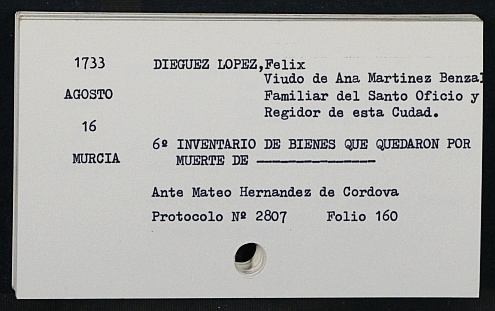 1733 DIEGUEZ LOPEZ,Felix
Viudo de Ana Martinez Benzal
AGOSTO Familiar del Santo Oficio y
Regidor de esta Cudad.
16
6º INVENTARIO DE BIENES QUE QUEDARON POR
MURCIA MUERTE DE ---------------
Ante Mateo Hernandez de Cordova
Protocolo Nº 2807 Folio 160